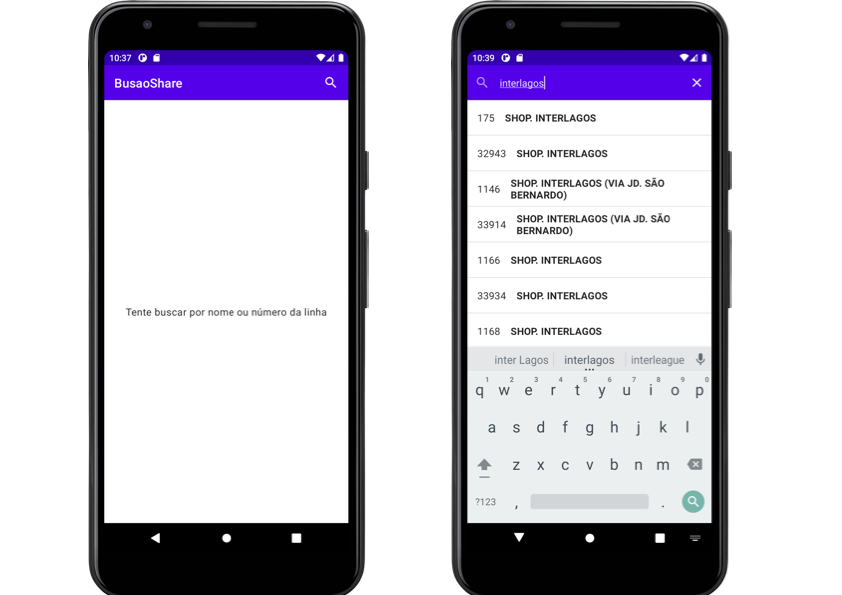 10:37
BusaoShare
Tente buscar por nome ou número da linha
10:39
interlagos
175 SHOP. INTERLAGOS
32943 SHOP. INTERLAGOS
1146 SHOP. INTERLAGOS (VIA JD. SÃO
BERNARDO)
33914 SHOP. INTERLAGOS (VIA JD. SÃO
BERNARDO)
1166 SHOP. INTERLAGOS
33934 SHOP. INTERLAGOS
1168 SHOP. INTERLAGOS
inter Lagos interlagos interleague
1 2 3 4 5 6 7 8 9 0
q w e r t y u i o p
a s d f g h j k l
z x c v b n m
?123 , .